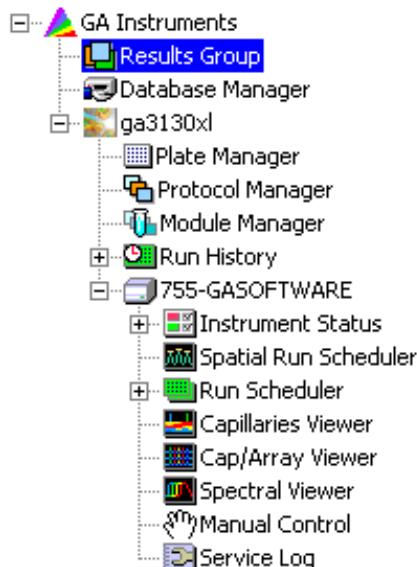 GA Instruments
Results Group
Database Manager
ga3130xl
Plate Manager
Protocol Manager
Module Manager
Run History
755-GASOFTWARE
Instrument Status
Spatial Run Scheduler
Run Scheduler
Capillaries Viewer
Cap/Array Viewer
Spectral Viewer
Manual Control
Service Log